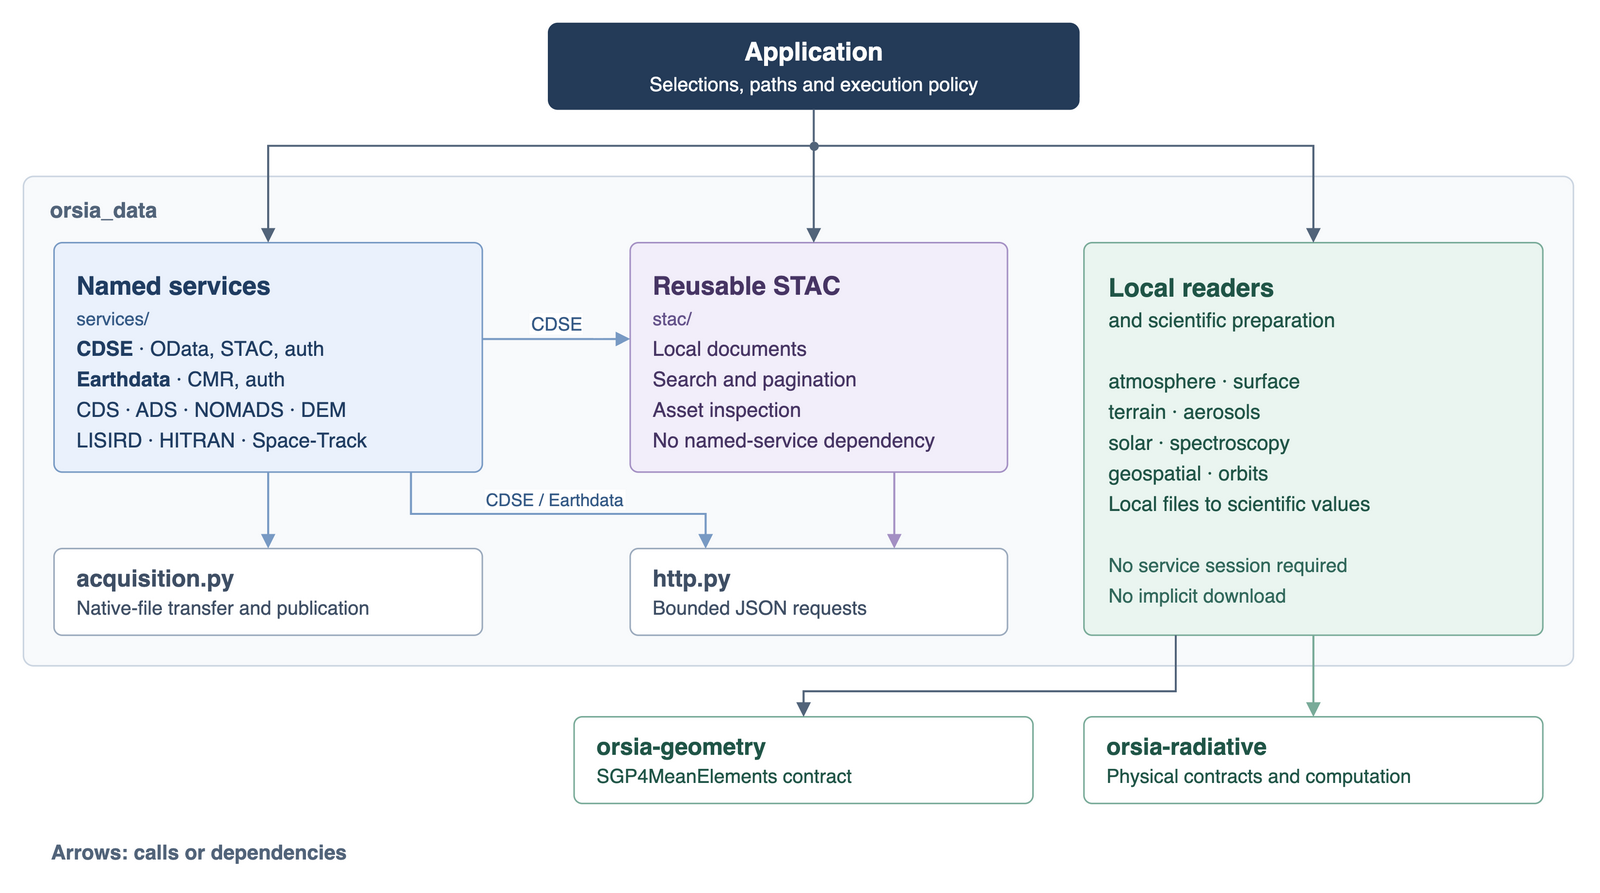 Application
Selections, paths and execution policy
orsia_data
Named services
services/
CDSE · OData, STAC, auth
Earthdata · CMR, auth
CDS · ADS · NOMADS · DEM
LISIRD · HITRAN · Space-Track
CDSE
Reusable STAC
stac/
Local documents
Search and pagination
Asset inspection
No named-service dependency
Local readers
and scientific preparation
atmosphere · surface
terrain · aerosols
solar · spectroscopy
geospatial · orbits
Local files to scientific values
No service session required
No implicit download
CDSE / Earthdata
acquisition.py
Native-file transfer and publication
http.py
Bounded JSON requests
orsia-geometry
SGP4MeanElements contract
orsia-radiative
Physical contracts and computation
Arrows: calls or dependencies